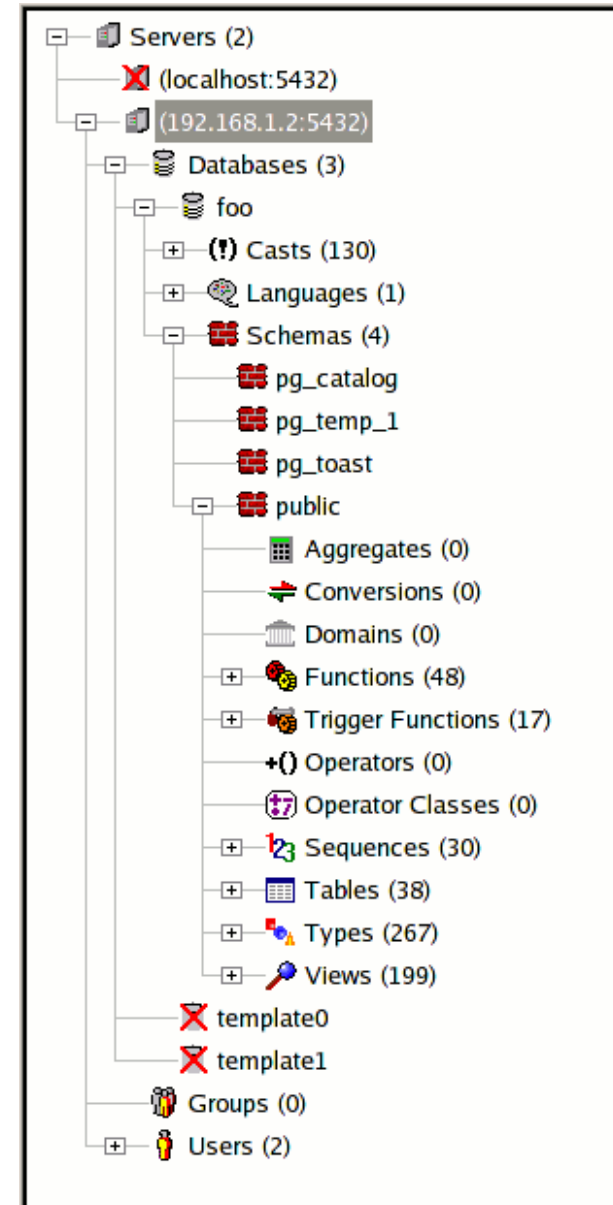 Servers (2)
(localhost:5432)
(192.168.1.2:5432)
Databases (3)
foo
Casts (130)
Languages (1)
Schemas (4)
pg_catalog
pg_temp_1
pg_toast
public
Aggregates (0)
Conversions (0)
Domains (0)
Functions (48)
Trigger Functions (17)
Operators (0)
Operator Classes (0)
Sequences (30)
Tables (38)
Types (267)
Views (199)
template0
template1
Groups (0)
Users (2)